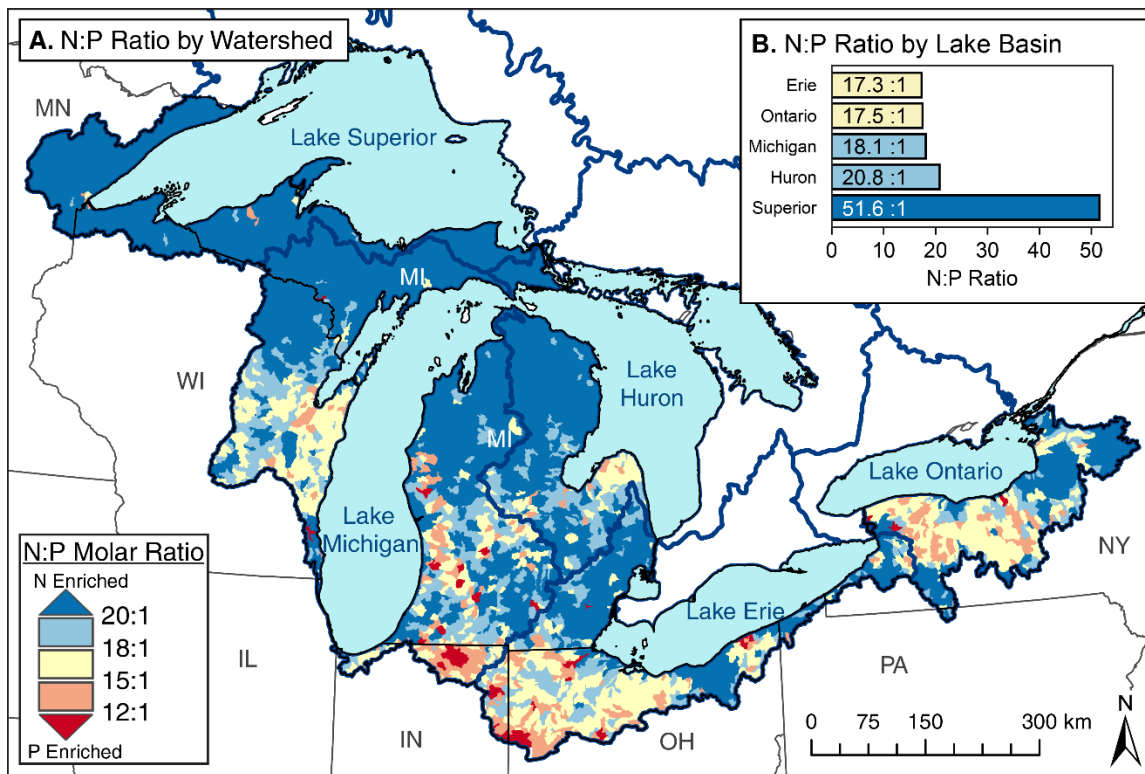 A. N:P Ratio by Watershed
B. N:P Ratio by Lake Basin
Erie 17.3 :1
Ontario 17.5 :1
Michigan 18.1 :1
Huron 20.8 :1
Superior 51.6 :1
0 10 20 30 40 50
N:P Ratio
MN
Lake Superior
MI
WI
Lake
Huron
MI
Lake Ontario
Lake
Michigan
NY
Lake Erie
IL
PA
IN
OH
N:P Molar Ratio
N Enriched
20:1
18:1
15:1
12:1
P Enriched
0 75 150 300 km
N